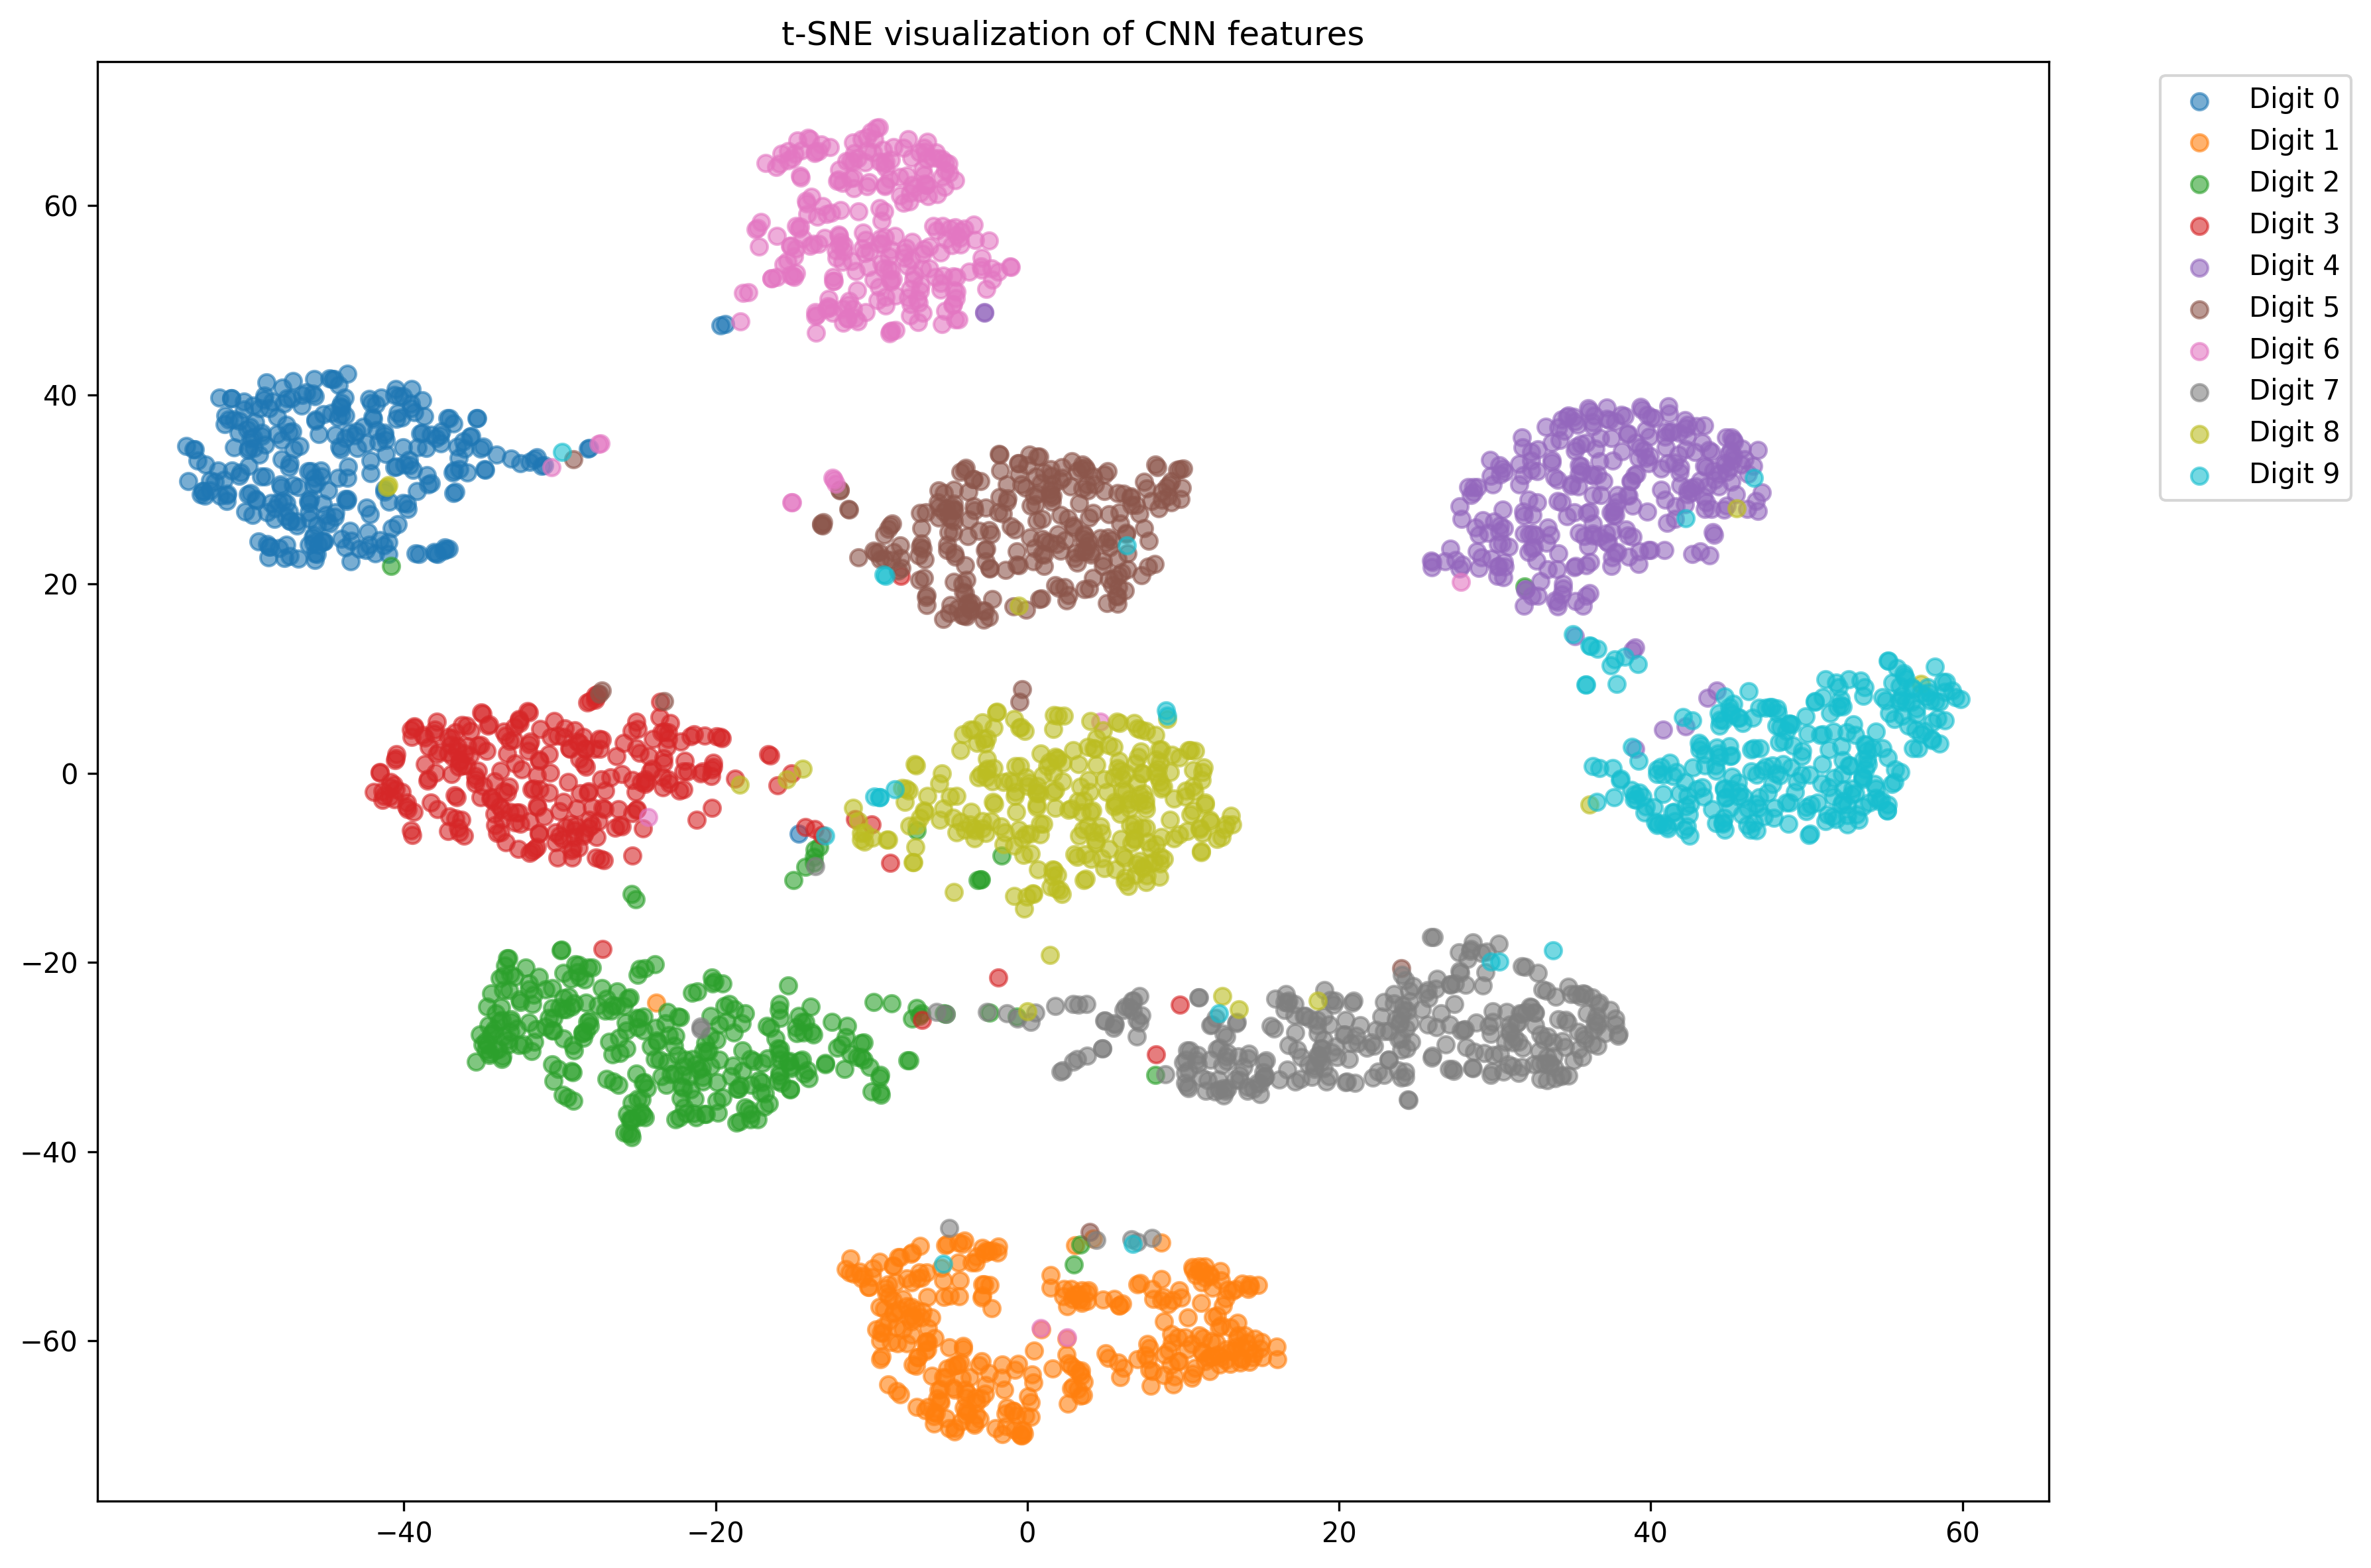 t-SNE visualization of CNN features
60
40
20
0
−20
−40
−60
−40
−20
0
20
40
60
Digit 0
Digit 1
Digit 2
Digit 3
Digit 4
Digit 5
Digit 6
Digit 7
Digit 8
Digit 9